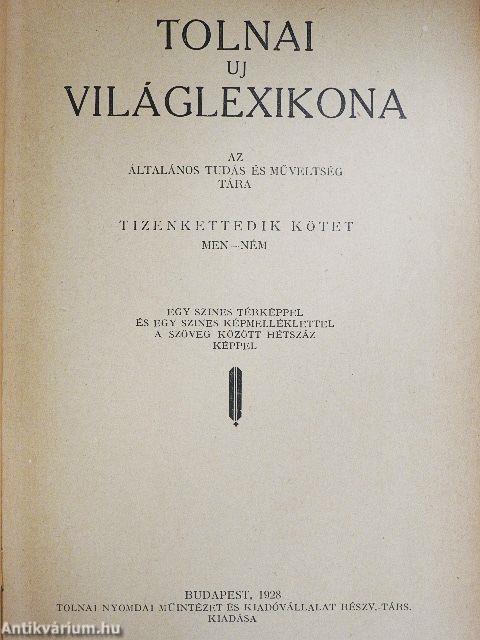 TOLNAI
UJ
VILÁGLEXIKONA
AZ
ÁLTALÁNOS TUDÁS ÉS MŰVELTSÉG
TÁRA
TIZENKETTEDIK KÖTET
MEN—NÉM
EGY SZINES TÉRKÉPPEL
ÉS EGY SZINES KÉPMELLÉKLETTEL
A SZÖVEG KÖZÖTT HÉTSZÁZ
KÉPPEL
BUDAPEST, 1928
TOLNAI NYOMDAI MŰINTÉZET ÉS KIADÓVÁLLALAT RÉSZV.-TÁRS.
KIADÁSA
Antikvárium.hu